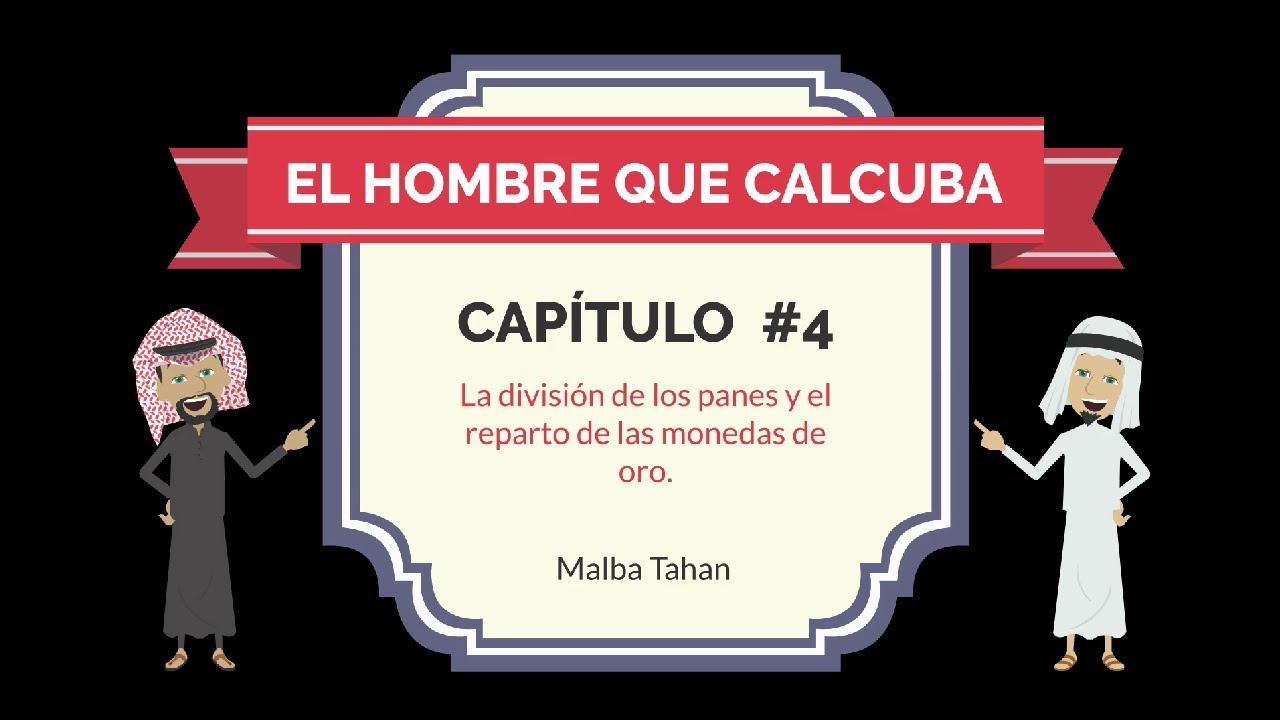 EL HOMBRE QUE CALCUBA
CAPÍTULO #4
La división de los panes y el
reparto de las monedas de
oro.
Malba Tahan